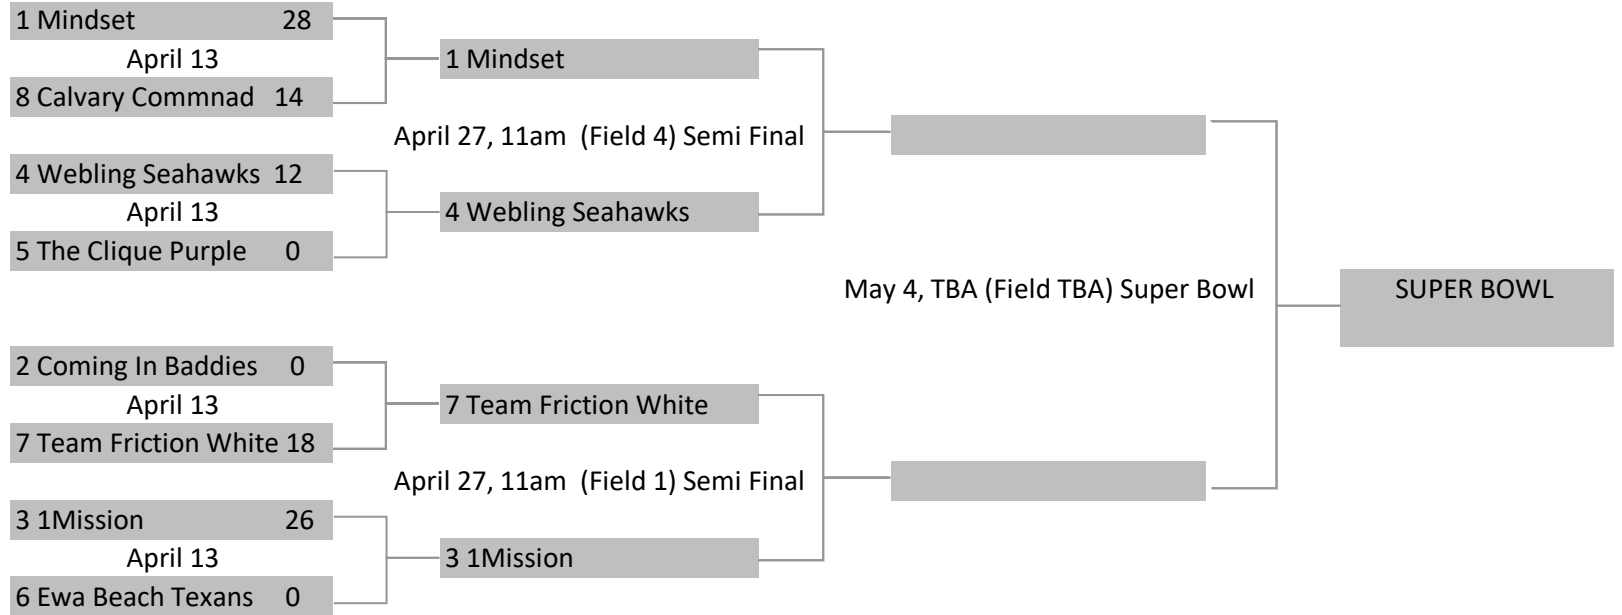 1 Mindset 28
April 13
8 Calvary Commnad 14
4 Webling Seahawks 12
April 13
5 The Clique Purple 0
2 Coming In Baddies 0
April 13
7 Team Friction White 18
3 1Mission 26
April 13
6 Ewa Beach Texans 0
1 Mindset
April 27, 11am (Field 4) Semi Final
4 Webling Seahawks
7 Team Friction White
April 27, 11am (Field 1) Semi Final
3 1Mission
May 4, TBA (Field TBA) Super Bowl
SUPER BOWL